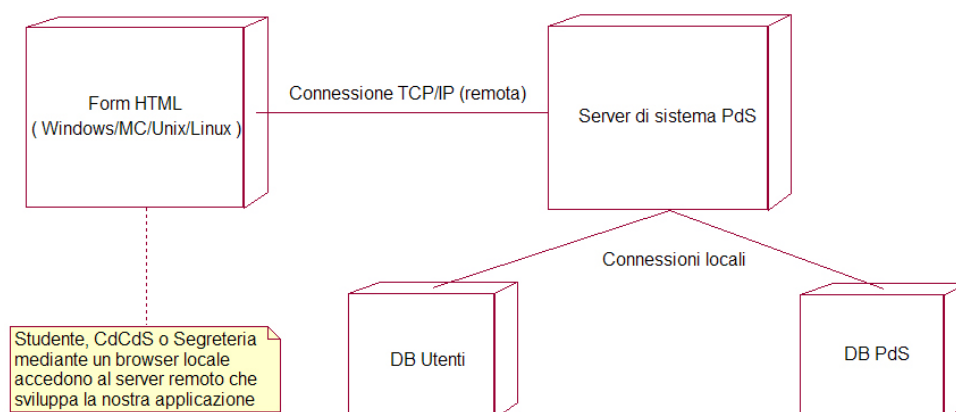 Form HTML
( Windows/MC/Unix/Linux )
Connessione TCP/IP (remota)
Server di sistema PdS
Connessioni locali
Studente, CdCdS o Segreteria
mediante un browser locale
accedono al server remoto che
sviluppa la nostra applicazione
DB Utenti
DB PdS